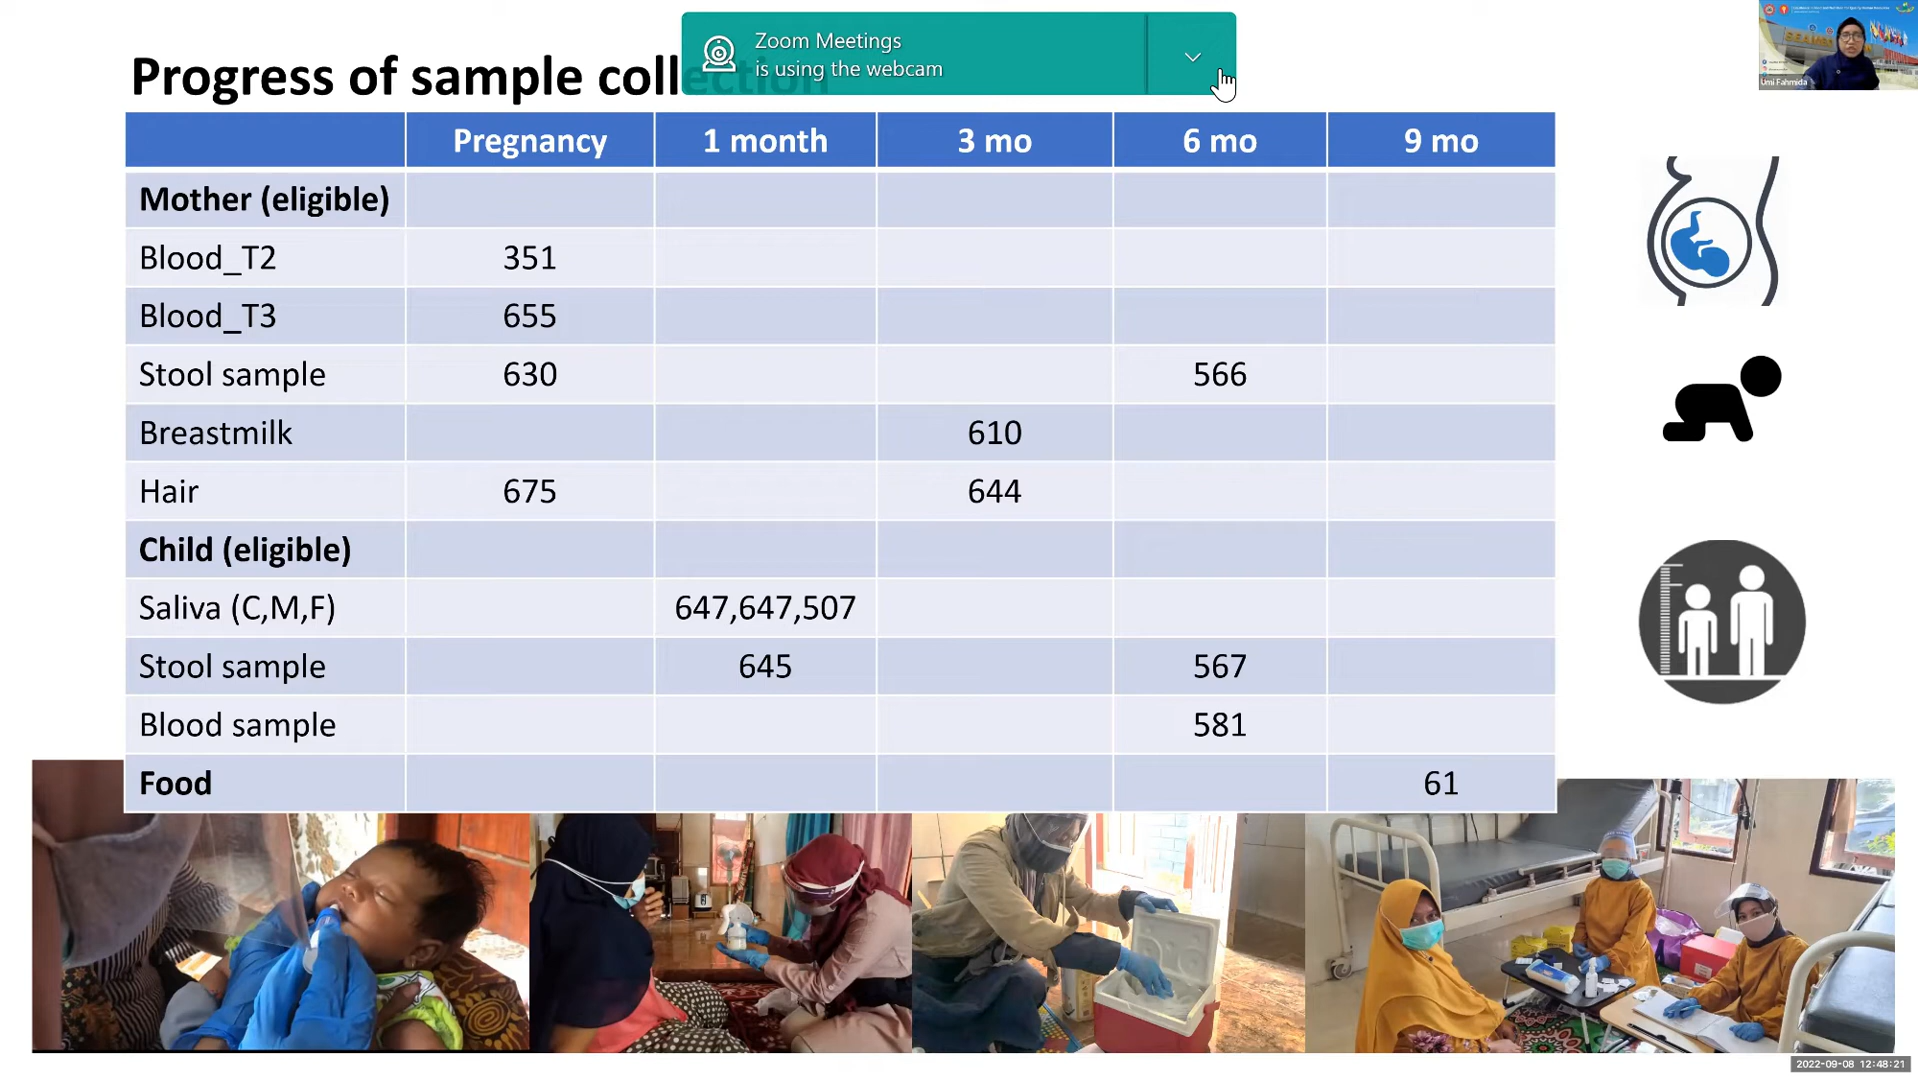 Zoom Meetings
is using the webcam
Progress of sample collection
Pregnancy 1 month 3 mo 6 mo 9 mo
Mother (eligible)
Blood_T2 351
Blood_T3 655
Stool sample 630 566
Breastmilk 610
Hair 675 644
Child (eligible)
Saliva (C,M,F) 647,647,507
Stool sample 645 567
Blood sample 581
Food 61
Umi Fahmida
2022-09-08 12:48:21